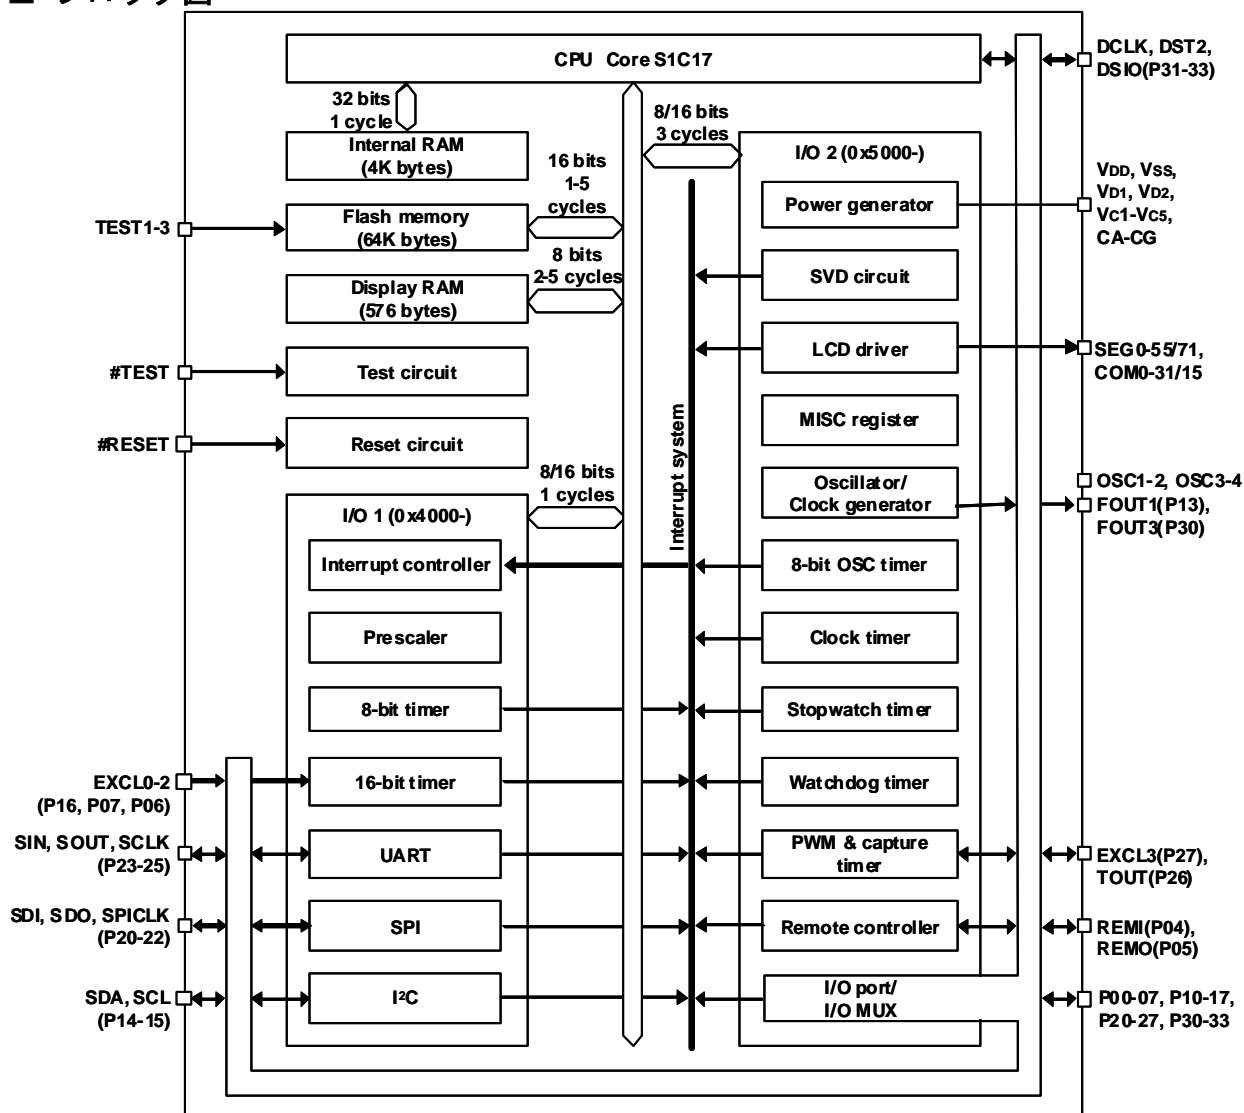 ■ ブロック図
CPU Core S1C17
DCLK, DST2,
DSIO(P31-33)
32 bits
1 cycle
Internal RAM
(4K bytes)
8/16 bits
3 cycles
I/O 2 (0x5000-)
16 bits
1-5
cycles
TEST1-3
Flash memory
(64K bytes)
Power generator
VDD, VSS,
VD1, VD2,
VC1-VC5,
CA-CG
8 bits
2-5 cycles
Display RAM
(576 bytes)
SVD circuit
#TEST
Test circuit
LCD driver
SEG0-55/71,
COM0-31/15
#RESET
Reset circuit
MISC register
Interrupt system
8/16 bits
1 cycles
I/O 1 (0x4000-)
Oscillator/
Clock generator
OSC1-2, OSC3-4
FOUT1(P13),
FOUT3(P30)
Interrupt controller
8-bit OSC timer
Prescaler
Clock timer
8-bit timer
Stopwatch timer
EXCL0-2
(P16, P07, P06)
16-bit timer
Watchdog timer
SIN, SOUT, SCLK
(P23-25)
UART
PWM & capture
timer
EXCL3(P27),
TOUT(P26)
SDI, SDO, SPICLK
(P20-22)
SPI
Remote controller
REMI(P04),
REMO(P05)
SDA, SCL
(P14-15)
I²C
I/O port/
I/O MUX
P00-07, P10-17,
P20-27, P30-33